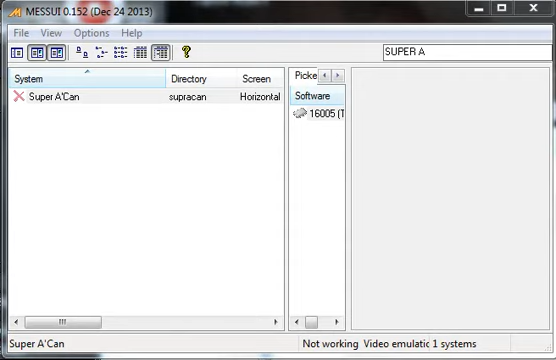 MESSUI 0.152 (Dec 24 2013)
File View Options Help
SUPER A
System Directory Screen
Super A'Can supracan Horizontal
Picke
Software
16005 (T
Super A'Can Not working Video emulatic 1 systems